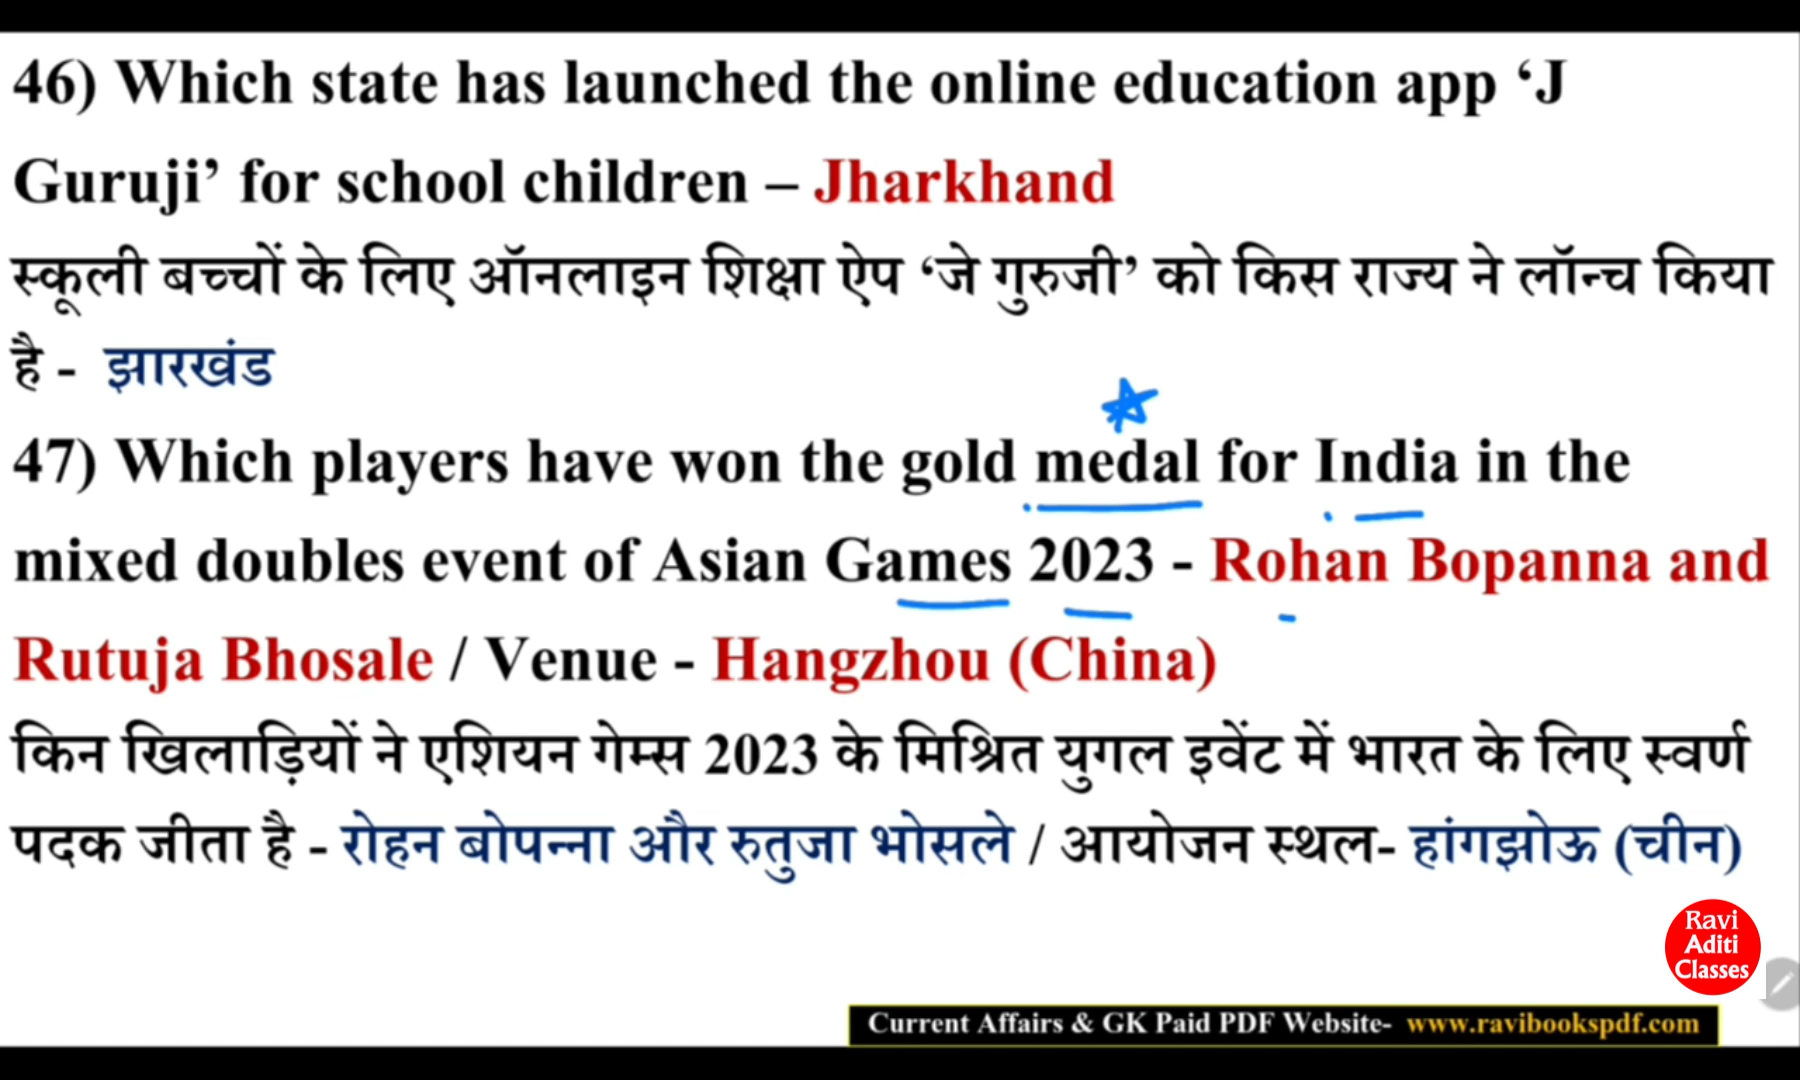 46) Which state has launched the online education app ‘J
Guruji’ for school children – Jharkhand
स्कूली बच्चों के लिए ऑनलाइन शिक्षा ऐप ‘जे गुरुजी’ को किस राज्य ने लॉन्च किया
है - झारखंड
47) Which players have won the gold medal for India in the
mixed doubles event of Asian Games 2023 - Rohan Bopanna and
Rutuja Bhosale / Venue - Hangzhou (China)
किन खिलाड़ियों ने एशियन गेम्स 2023 के मिश्रित युगल इवेंट में भारत के लिए स्वर्ण
पदक जीता है - रोहन बोपन्ना और रुतुजा भोसले / आयोजन स्थल- हांगझोऊ (चीन)
Ravi
Aditi
Classes
Current Affairs & GK Paid PDF Website- www.ravibookspdf.com